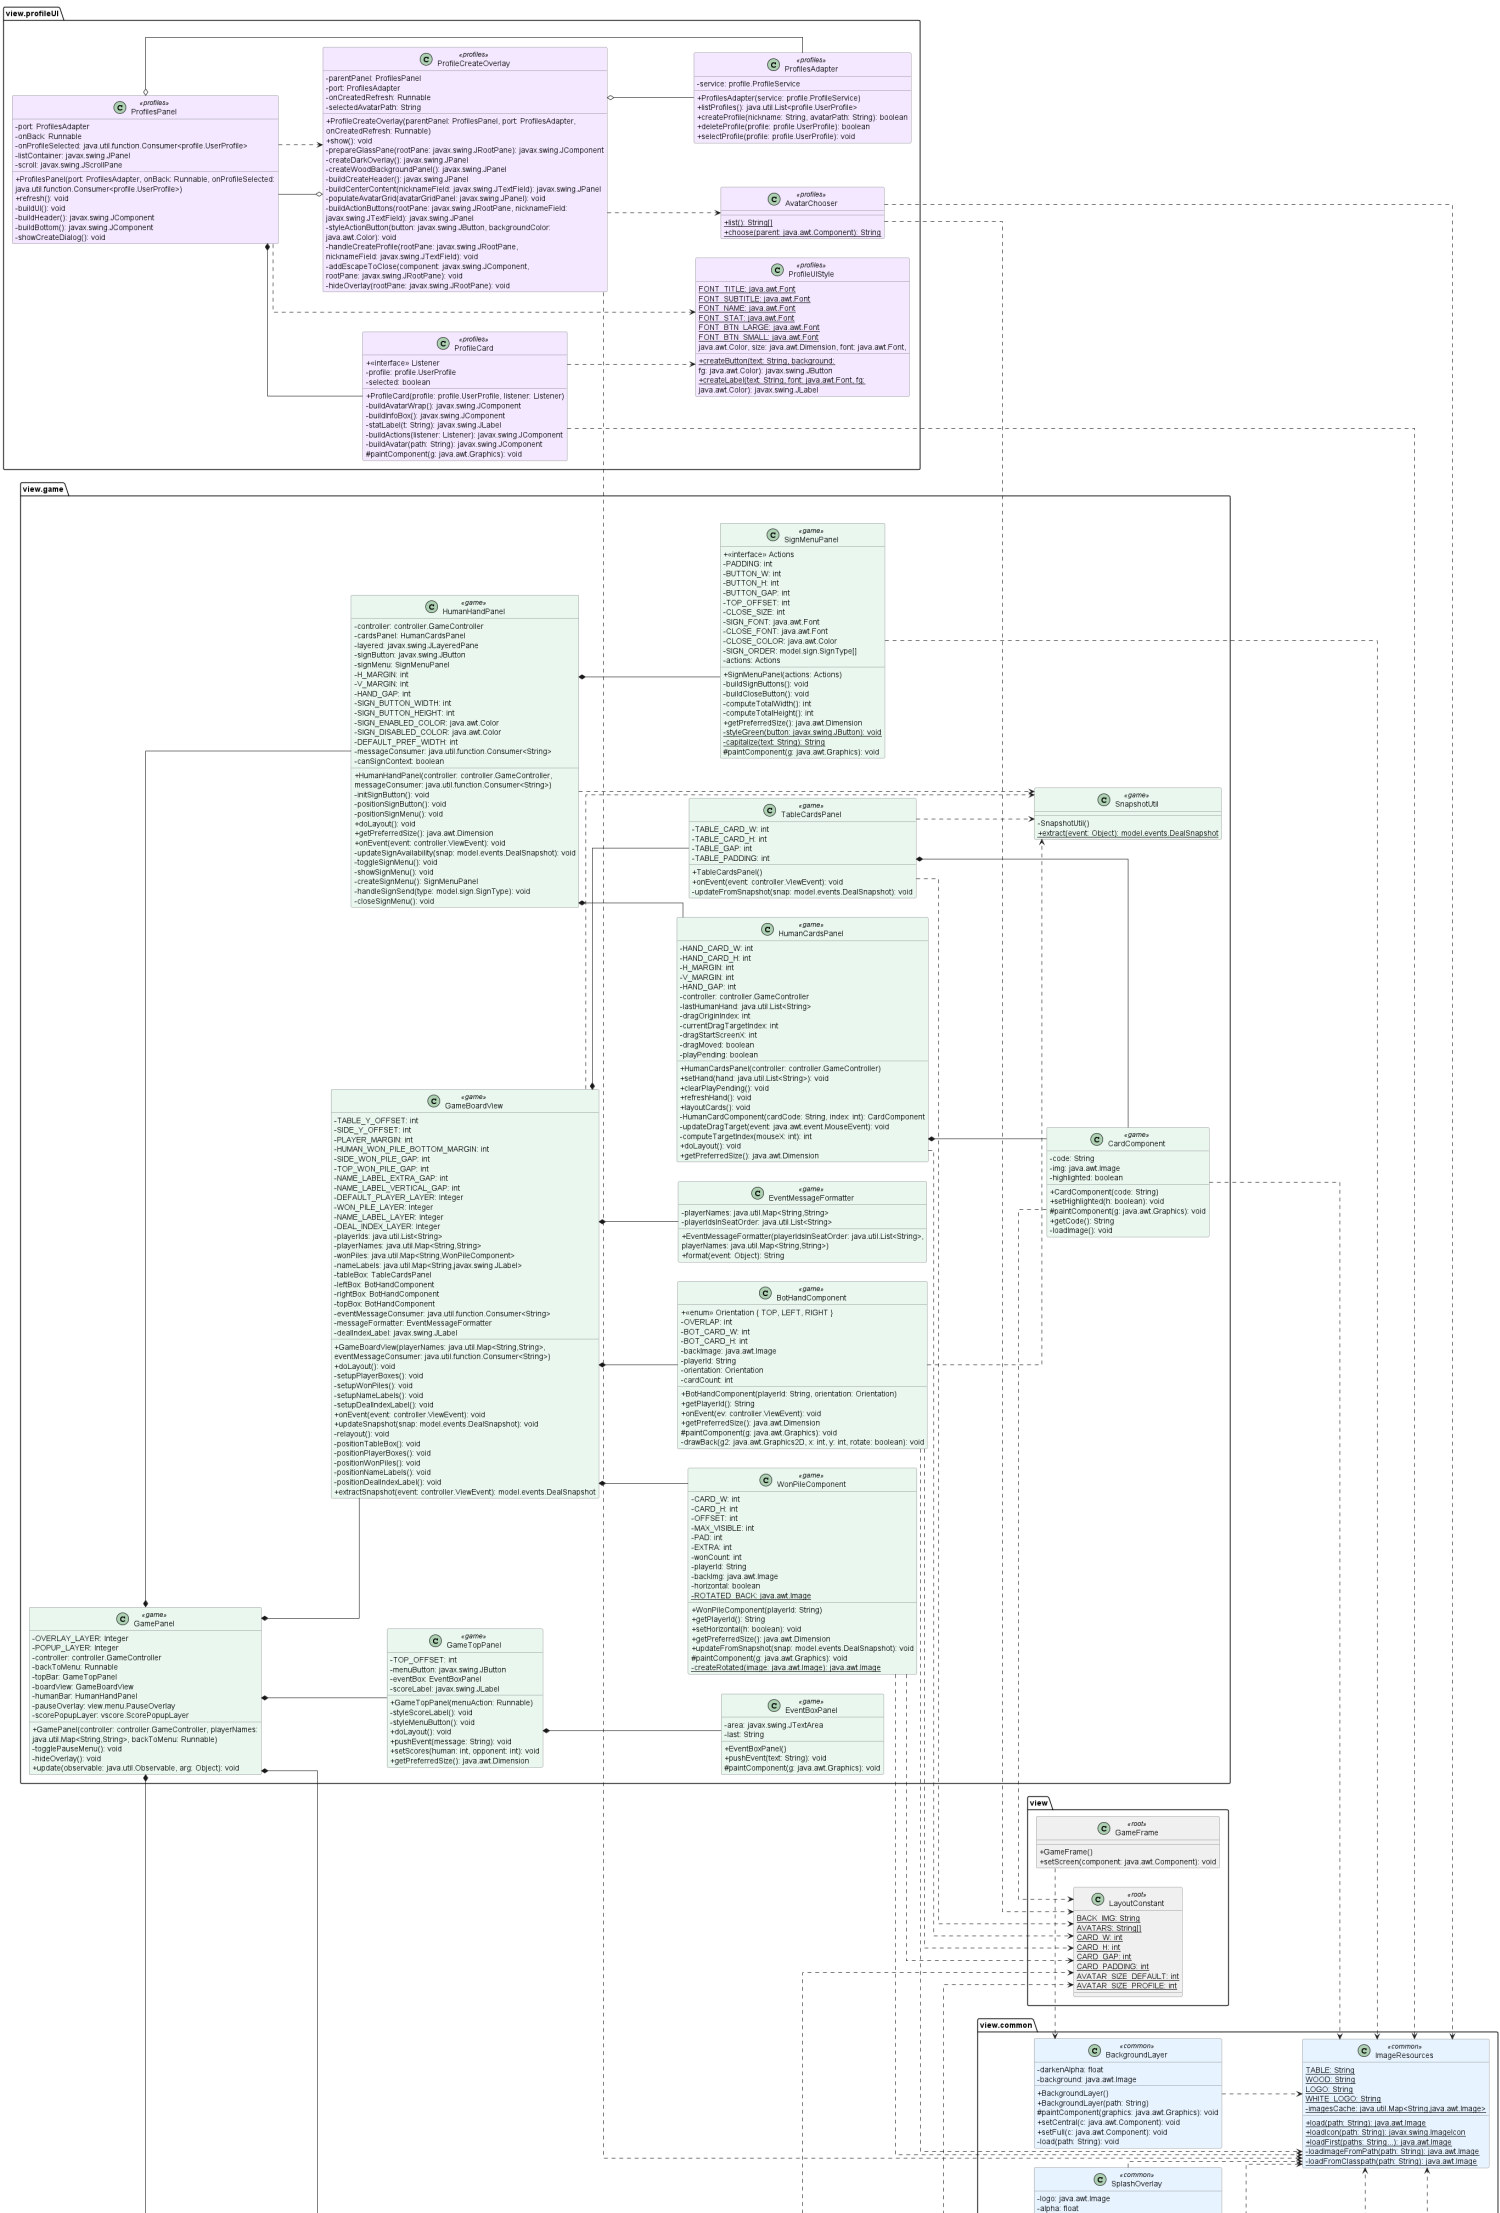 view.profileUI
«profiles»
ProfilesPanel
-port: ProfilesAdapter
-onBack: Runnable
-onProfileSelected: java.util.function.Consumer<profile.UserProfile>
-listContainer: javax.swing.JPanel
-scroll: javax.swing.JScrollPane
+ProfilesPanel(port: ProfilesAdapter, onBack: Runnable, onProfileSelected:
java.util.function.Consumer<profile.UserProfile>)
+refresh(): void
-buildUI(): void
-buildHeader(): javax.swing.JComponent
-buildBottom(): javax.swing.JComponent
-showCreateDialog(): void
«profiles»
ProfileCreateOverlay
-parentPanel: ProfilesPanel
-port: ProfilesAdapter
-onCreatedRefresh: Runnable
-selectedAvatarPath: String
+ProfileCreateOverlay(parentPanel: ProfilesPanel, port: ProfilesAdapter,
onCreatedRefresh: Runnable)
+show(): void
-prepareGlassPane(rootPane: javax.swing.JRootPane): javax.swing.JComponent
-createDarkOverlay(): javax.swing.JPanel
-createWoodBackgroundPanel(): javax.swing.JPanel
-buildCreateHeader(): javax.swing.JPanel
-buildCenterContent(nicknameField: javax.swing.JTextField): javax.swing.JPanel
-populateAvatarGrid(avatarGridPanel: javax.swing.JPanel): void
-buildActionButtons(rootPane: javax.swing.JRootPane, nicknameField:
javax.swing.JTextField): javax.swing.JPanel
-styleActionButton(button: javax.swing.JButton, backgroundColor:
java.awt.Color): void
-handleCreateProfile(rootPane: javax.swing.JRootPane,
nicknameField: javax.swing.JTextField): void
-addEscapeToClose(component: javax.swing.JComponent,
rootPane: javax.swing.JRootPane): void
-hideOverlay(rootPane: javax.swing.JRootPane): void
«profiles»
ProfilesAdapter
-service: profile.ProfileService
+ProfilesAdapter(service: profile.ProfileService)
+listProfiles(): java.util.List<profile.UserProfile>
+createProfile(nickname: String, avatarPath: String): boolean
+deleteProfile(profile: profile.UserProfile): boolean
+selectProfile(profile: profile.UserProfile): void
«profiles»
AvatarChooser
+list(): String[]
+choose(parent: java.awt.Component): String
«profiles»
ProfileUIStyle
FONT_TITLE: java.awt.Font
FONT_SUBTITLE: java.awt.Font
FONT_NAME: java.awt.Font
FONT_STAT: java.awt.Font
FONT_BTN_LARGE: java.awt.Font
FONT_BTN_SMALL: java.awt.Font
java.awt.Color, size: java.awt.Dimension, font: java.awt.Font,
+createButton(text: String, background:
fg: java.awt.Color): javax.swing.JButton
+createLabel(text: String, font: java.awt.Font, fg:
java.awt.Color): javax.swing.JLabel
«profiles»
ProfileCard
+«interface» Listener
-profile: profile.UserProfile
-selected: boolean
+ProfileCard(profile: profile.UserProfile, listener: Listener)
-buildAvatarWrap(): javax.swing.JComponent
-buildInfoBox(): javax.swing.JComponent
-statLabel(t: String): javax.swing.JLabel
-buildActions(listener: Listener): javax.swing.JComponent
-buildAvatar(path: String): javax.swing.JComponent
#paintComponent(g: java.awt.Graphics): void
view.game
«game»
SignMenuPanel
+«interface» Actions
-PADDING: int
-BUTTON_W: int
-BUTTON_H: int
-BUTTON_GAP: int
-TOP_OFFSET: int
-CLOSE_SIZE: int
-SIGN_FONT: java.awt.Font
-CLOSE_FONT: java.awt.Font
-CLOSE_COLOR: java.awt.Color
-SIGN_ORDER: model.sign.SignType[]
-actions: Actions
+SignMenuPanel(actions: Actions)
-buildSignButtons(): void
-buildCloseButton(): void
-computeTotalWidth(): int
-computeTotalHeight(): int
+getPreferredSize(): java.awt.Dimension
-styleGreen(button: javax.swing.JButton): void
-capitalize(text: String): String
#paintComponent(g: java.awt.Graphics): void
«game»
HumanHandPanel
-controller: controller.GameController
-cardsPanel: HumanCardsPanel
-layered: javax.swing.JLayeredPane
-signButton: javax.swing.JButton
-signMenu: SignMenuPanel
-H_MARGIN: int
-V_MARGIN: int
-HAND_GAP: int
-SIGN_BUTTON_WIDTH: int
-SIGN_BUTTON_HEIGHT: int
-SIGN_ENABLED_COLOR: java.awt.Color
-SIGN_DISABLED_COLOR: java.awt.Color
-DEFAULT_PREF_WIDTH: int
-messageConsumer: java.util.function.Consumer<String>
-canSignContext: boolean
+HumanHandPanel(controller: controller.GameController,
messageConsumer: java.util.function.Consumer<String>)
-initSignButton(): void
-positionSignButton(): void
-positionSignMenu(): void
+doLayout(): void
+getPreferredSize(): java.awt.Dimension
+onEvent(event: controller.ViewEvent): void
-updateSignAvailability(snap: model.events.DealSnapshot): void
-toggleSignMenu(): void
-showSignMenu(): void
-createSignMenu(): SignMenuPanel
-handleSignSend(type: model.sign.SignType): void
-closeSignMenu(): void
«game»
SnapshotUtil
-SnapshotUtil()
+extract(event: Object): model.events.DealSnapshot
«game»
TableCardsPanel
-TABLE_CARD_W: int
-TABLE_CARD_H: int
-TABLE_GAP: int
-TABLE_PADDING: int
+TableCardsPanel()
+onEvent(event: controller.ViewEvent): void
-updateFromSnapshot(snap: model.events.DealSnapshot): void
«game»
HumanCardsPanel
-HAND_CARD_W: int
-HAND_CARD_H: int
-H_MARGIN: int
-V_MARGIN: int
-HAND_GAP: int
-controller: controller.GameController
-lastHumanHand: java.util.List<String>
-dragOriginIndex: int
-currentDragTargetIndex: int
-dragStartScreenX: int
-dragMoved: boolean
-playPending: boolean
+HumanCardsPanel(controller: controller.GameController)
+setHand(hand: java.util.List<String>): void
+clearPlayPending(): void
+refreshHand(): void
+layoutCards(): void
-HumanCardComponent(cardCode: String, index: int): CardComponent
-updateDragTarget(event: java.awt.event.MouseEvent): void
-computeTargetIndex(mouseX: int): int
+doLayout(): void
+getPreferredSize(): java.awt.Dimension
«game»
GameBoardView
-TABLE_Y_OFFSET: int
-SIDE_Y_OFFSET: int
-PLAYER_MARGIN: int
-HUMAN_WON_PILE_BOTTOM_MARGIN: int
-SIDE_WON_PILE_GAP: int
-TOP_WON_PILE_GAP: int
-NAME_LABEL_EXTRA_GAP: int
-NAME_LABEL_VERTICAL_GAP: int
-DEFAULT_PLAYER_LAYER: Integer
-WON_PILE_LAYER: Integer
-NAME_LABEL_LAYER: Integer
-DEAL_INDEX_LAYER: Integer
-playerIds: java.util.List<String>
-playerNames: java.util.Map<String,String>
-wonPiles: java.util.Map<String,WonPileComponent>
-nameLabels: java.util.Map<String,javax.swing.JLabel>
-tableBox: TableCardsPanel
-leftBox: BotHandComponent
-rightBox: BotHandComponent
-topBox: BotHandComponent
-eventMessageConsumer: java.util.function.Consumer<String>
-messageFormatter: EventMessageFormatter
-dealIndexLabel: javax.swing.JLabel
+GameBoardView(playerNames: java.util.Map<String,String>,
eventMessageConsumer: java.util.function.Consumer<String>)
+doLayout(): void
-setupPlayerBoxes(): void
-setupWonPiles(): void
-setupNameLabels(): void
-setupDealIndexLabel(): void
+onEvent(event: controller.ViewEvent): void
+updateSnapshot(snap: model.events.DealSnapshot): void
-relayout(): void
-positionTableBox(): void
-positionPlayerBoxes(): void
-positionWonPiles(): void
-positionNameLabels(): void
-positionDealIndexLabel(): void
+extractSnapshot(event: controller.ViewEvent): model.events.DealSnapshot
«game»
CardComponent
-code: String
-img: java.awt.Image
-highlighted: boolean
+CardComponent(code: String)
+setHighlighted(h: boolean): void
#paintComponent(g: java.awt.Graphics): void
+getCode(): String
-loadImage(): void
«game»
EventMessageFormatter
-playerNames: java.util.Map<String,String>
-playerIdsInSeatOrder: java.util.List<String>
+EventMessageFormatter(playerIdsInSeatOrder: java.util.List<String>,
playerNames: java.util.Map<String,String>)
+format(event: Object): String
«game»
BotHandComponent
+«enum» Orientation { TOP, LEFT, RIGHT }
-OVERLAP: int
-BOT_CARD_W: int
-BOT_CARD_H: int
-backImage: java.awt.Image
-playerId: String
-orientation: Orientation
-cardCount: int
+BotHandComponent(playerId: String, orientation: Orientation)
+getPlayerId(): String
+onEvent(ev: controller.ViewEvent): void
+getPreferredSize(): java.awt.Dimension
#paintComponent(g: java.awt.Graphics): void
-drawBack(g2: java.awt.Graphics2D, x: int, y: int, rotate: boolean): void
«game»
WonPileComponent
-CARD_W: int
-CARD_H: int
-OFFSET: int
-MAX_VISIBLE: int
-PAD: int
-EXTRA: int
-wonCount: int
-playerId: String
-backImg: java.awt.Image
-horizontal: boolean
-ROTATED_BACK: java.awt.Image
+WonPileComponent(playerId: String)
+getPlayerId(): String
+setHorizontal(h: boolean): void
+getPreferredSize(): java.awt.Dimension
+updateFromSnapshot(snap: model.events.DealSnapshot): void
#paintComponent(g: java.awt.Graphics): void
-createRotated(image: java.awt.Image): java.awt.Image
«game»
GamePanel
-OVERLAY_LAYER: Integer
-POPUP_LAYER: Integer
-controller: controller.GameController
-backToMenu: Runnable
-topBar: GameTopPanel
-boardView: GameBoardView
-humanBar: HumanHandPanel
-pauseOverlay: view.menu.PauseOverlay
-scorePopupLayer: vscore.ScorePopupLayer
+GamePanel(controller: controller.GameController, playerNames:
java.util.Map<String,String>, backToMenu: Runnable)
-togglePauseMenu(): void
-hideOverlay(): void
+update(observable: java.util.Observable, arg: Object): void
«game»
GameTopPanel
-TOP_OFFSET: int
-menuButton: javax.swing.JButton
-eventBox: EventBoxPanel
-scoreLabel: javax.swing.JLabel
+GameTopPanel(menuAction: Runnable)
-styleScoreLabel(): void
-styleMenuButton(): void
+doLayout(): void
+pushEvent(message: String): void
+setScores(human: int, opponent: int): void
+getPreferredSize(): java.awt.Dimension
«game»
EventBoxPanel
-area: javax.swing.JTextArea
-last: String
+EventBoxPanel()
+pushEvent(text: String): void
#paintComponent(g: java.awt.Graphics): void
view
«root»
GameFrame
+GameFrame()
+setScreen(component: java.awt.Component): void
«root»
LayoutConstant
BACK_IMG: String
AVATARS: String[]
CARD_W: int
CARD_H: int
CARD_GAP: int
CARD_PADDING: int
AVATAR_SIZE_DEFAULT: int
AVATAR_SIZE_PROFILE: int
view.common
«common»
BackgroundLayer
-darkenAlpha: float
-background: java.awt.Image
+BackgroundLayer()
+BackgroundLayer(path: String)
#paintComponent(graphics: java.awt.Graphics): void
+setCentral(c: java.awt.Component): void
+setFull(c: java.awt.Component): void
-load(path: String): void
«common»
ImageResources
TABLE: String
WOOD: String
LOGO: String
WHITE_LOGO: String
-imagesCache: java.util.Map<String,java.awt.Image>
+load(path: String): java.awt.Image
+loadIcon(path: String): javax.swing.ImageIcon
+loadFirst(paths: String...): java.awt.Image
-loadImageFromPath(path: String): java.awt.Image
-loadFromClasspath(path: String): java.awt.Image
«common»
SplashOverlay
-logo: java.awt.Image
-alpha: float